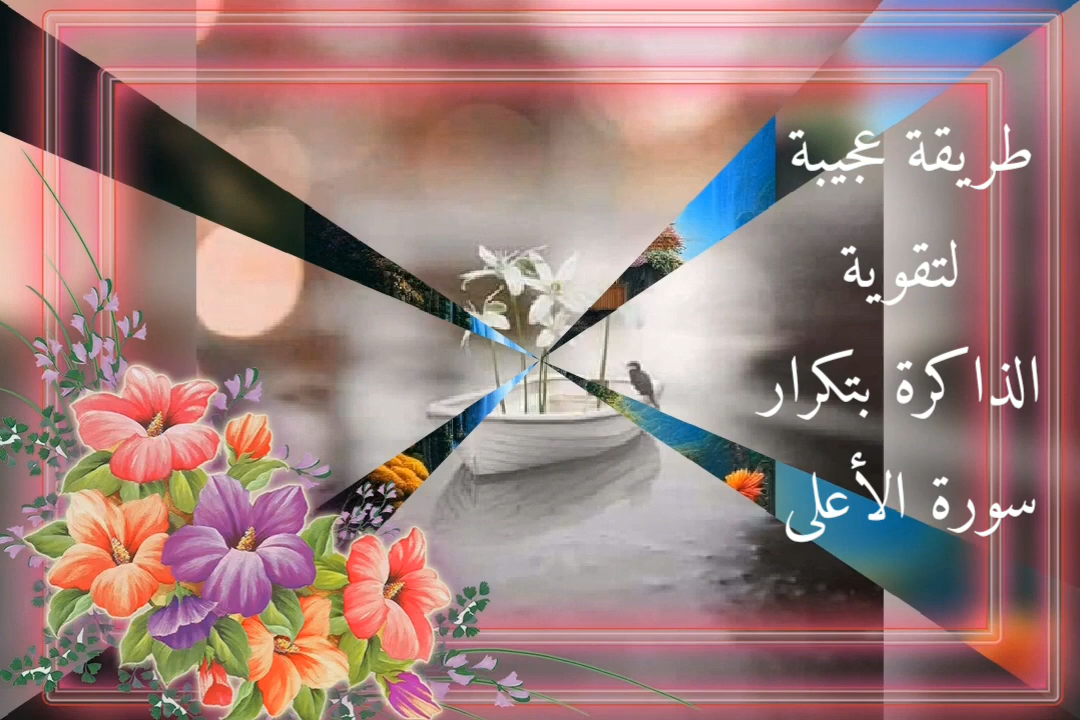 طريقة عجيبة
لتقوية
الذاكرة بتكرار
سورة الأعلى